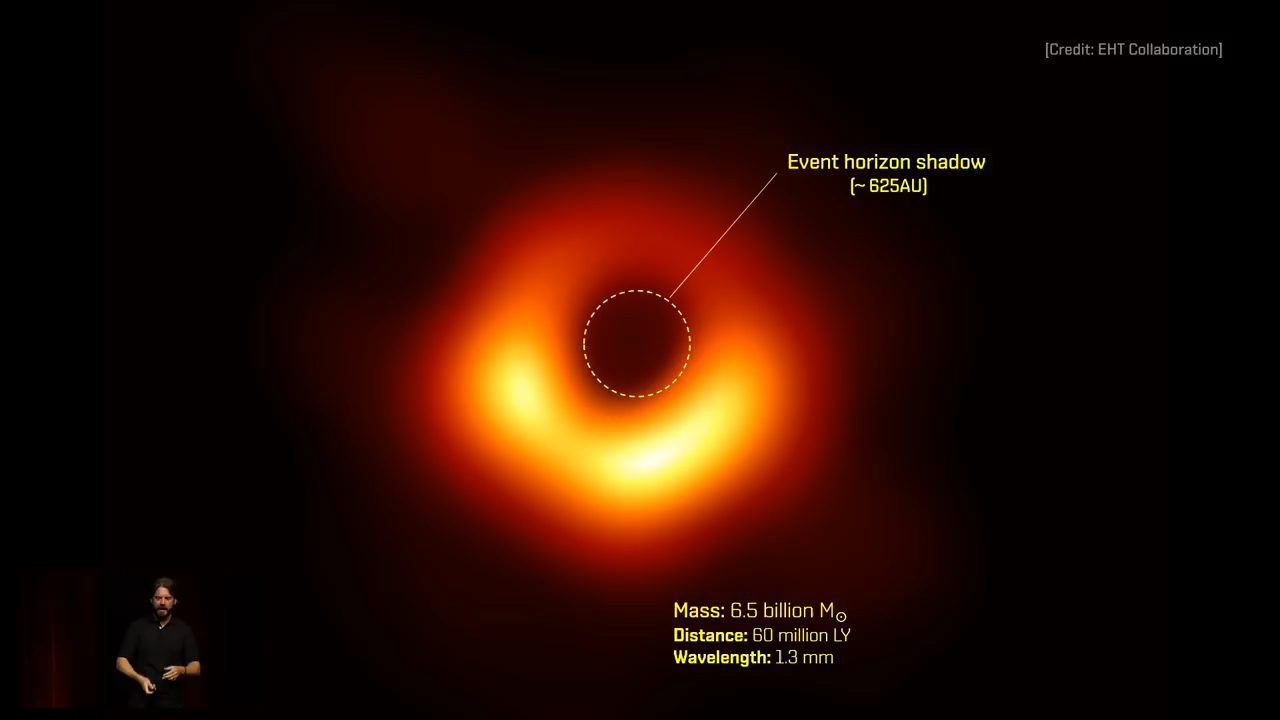 [Credit: EHT Collaboration]
Event horizon shadow
(~ 625AU)
Mass: 6.5 billion M☉
Distance: 60 million LY
Wavelength: 1.3 mm